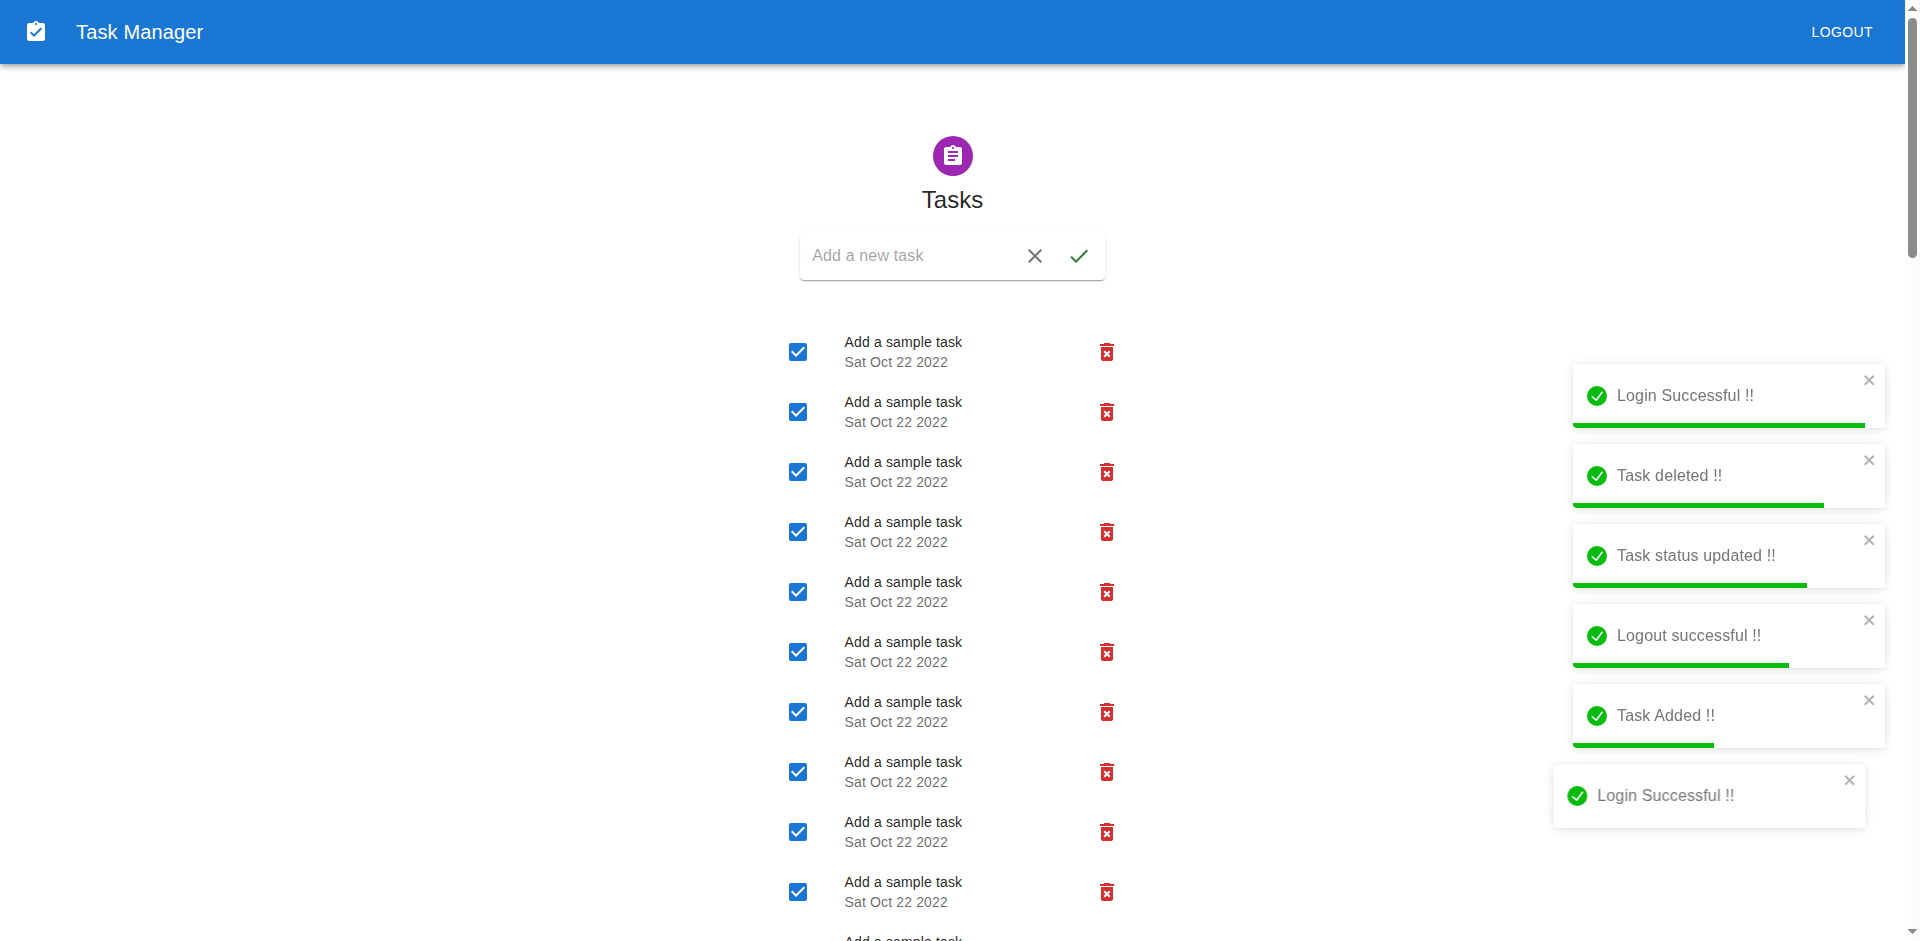 Task Manager
LOGOUT
Tasks
Add a new task
Add a sample task
Sat Oct 22 2022
Add a sample task
Sat Oct 22 2022
Add a sample task
Sat Oct 22 2022
Add a sample task
Sat Oct 22 2022
Add a sample task
Sat Oct 22 2022
Add a sample task
Sat Oct 22 2022
Add a sample task
Sat Oct 22 2022
Add a sample task
Sat Oct 22 2022
Add a sample task
Sat Oct 22 2022
Add a sample task
Sat Oct 22 2022
Add a sample task
Login Successful !!
Task deleted !!
Task status updated !!
Logout successful !!
Task Added !!
Login Successful !!